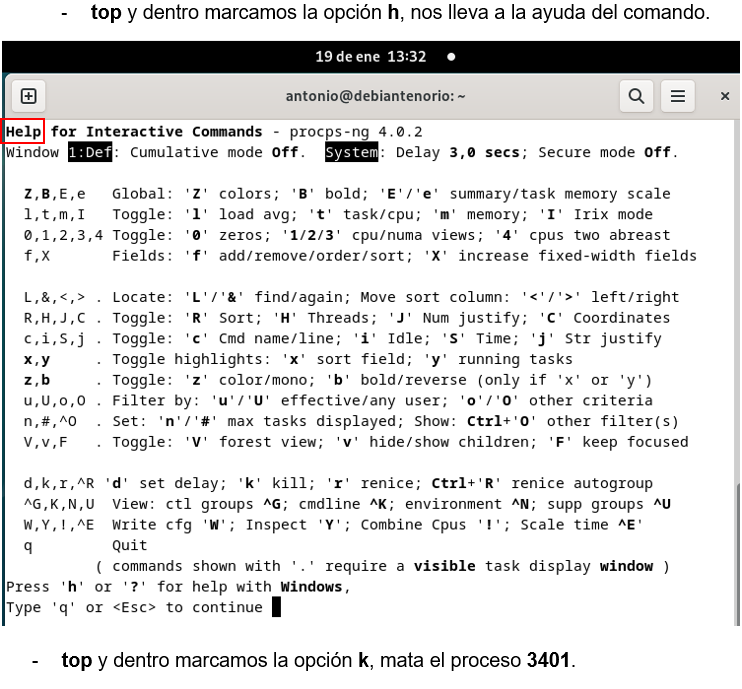 - top y dentro marcamos la opción h, nos lleva a la ayuda del comando.
19 de ene 13:32
antonio@debiantenorio: ~
Help for Interactive Commands - procps-ng 4.0.2
Window 1:Def: Cumulative mode Off.  System: Delay 3,0 secs; Secure mode Off.
Z,B,E,e   Global: 'Z' colors; 'B' bold; 'E'/'e' summary/task memory scale
l,t,m,I   Toggle: 'l' load avg; 't' task/cpu; 'm' memory; 'I' Irix mode
0,1,2,3,4 Toggle: '0' zeros; '1/2/3' cpu/numa views; '4' cpus two abreast
f,X       Fields: 'f' add/remove/order/sort; 'X' increase fixed-width fields
L,&,<,> . Locate: 'L'/'&' find/again; Move sort column: '<'/'>' left/right
R,H,J,C . Toggle: 'R' Sort; 'H' Threads; 'J' Num justify; 'C' Coordinates
c,i,S,j . Toggle: 'c' Cmd name/line; 'i' Idle; 'S' Time; 'j' Str justify
x,y     . Toggle highlights: 'x' sort field; 'y' running tasks
z,b     . Toggle: 'z' color/mono; 'b' bold/reverse (only if 'x' or 'y')
u,U,o,O . Filter by: 'u'/'U' effective/any user; 'o'/'O' other criteria
n,#,^O  . Set: 'n'/'#' max tasks displayed; Show: Ctrl+'O' other filter(s)
V,v,F   . Toggle: 'V' forest view; 'v' hide/show children; 'F' keep focused
d,k,r,^R 'd' set delay; 'k' kill; 'r' renice; Ctrl+'R' renice autogroup
^G,K,N,U  View: ctl groups ^G; cmdline ^K; environment ^N; supp groups ^U
W,Y,!,^E  Write cfg 'W'; Inspect 'Y'; Combine Cpus '!'; Scale time ^E'
q         Quit
( commands shown with '.' require a visible task display window )
Press 'h' or '?' for help with Windows,
Type 'q' or <Esc> to continue
- top y dentro marcamos la opción k, mata el proceso 3401.